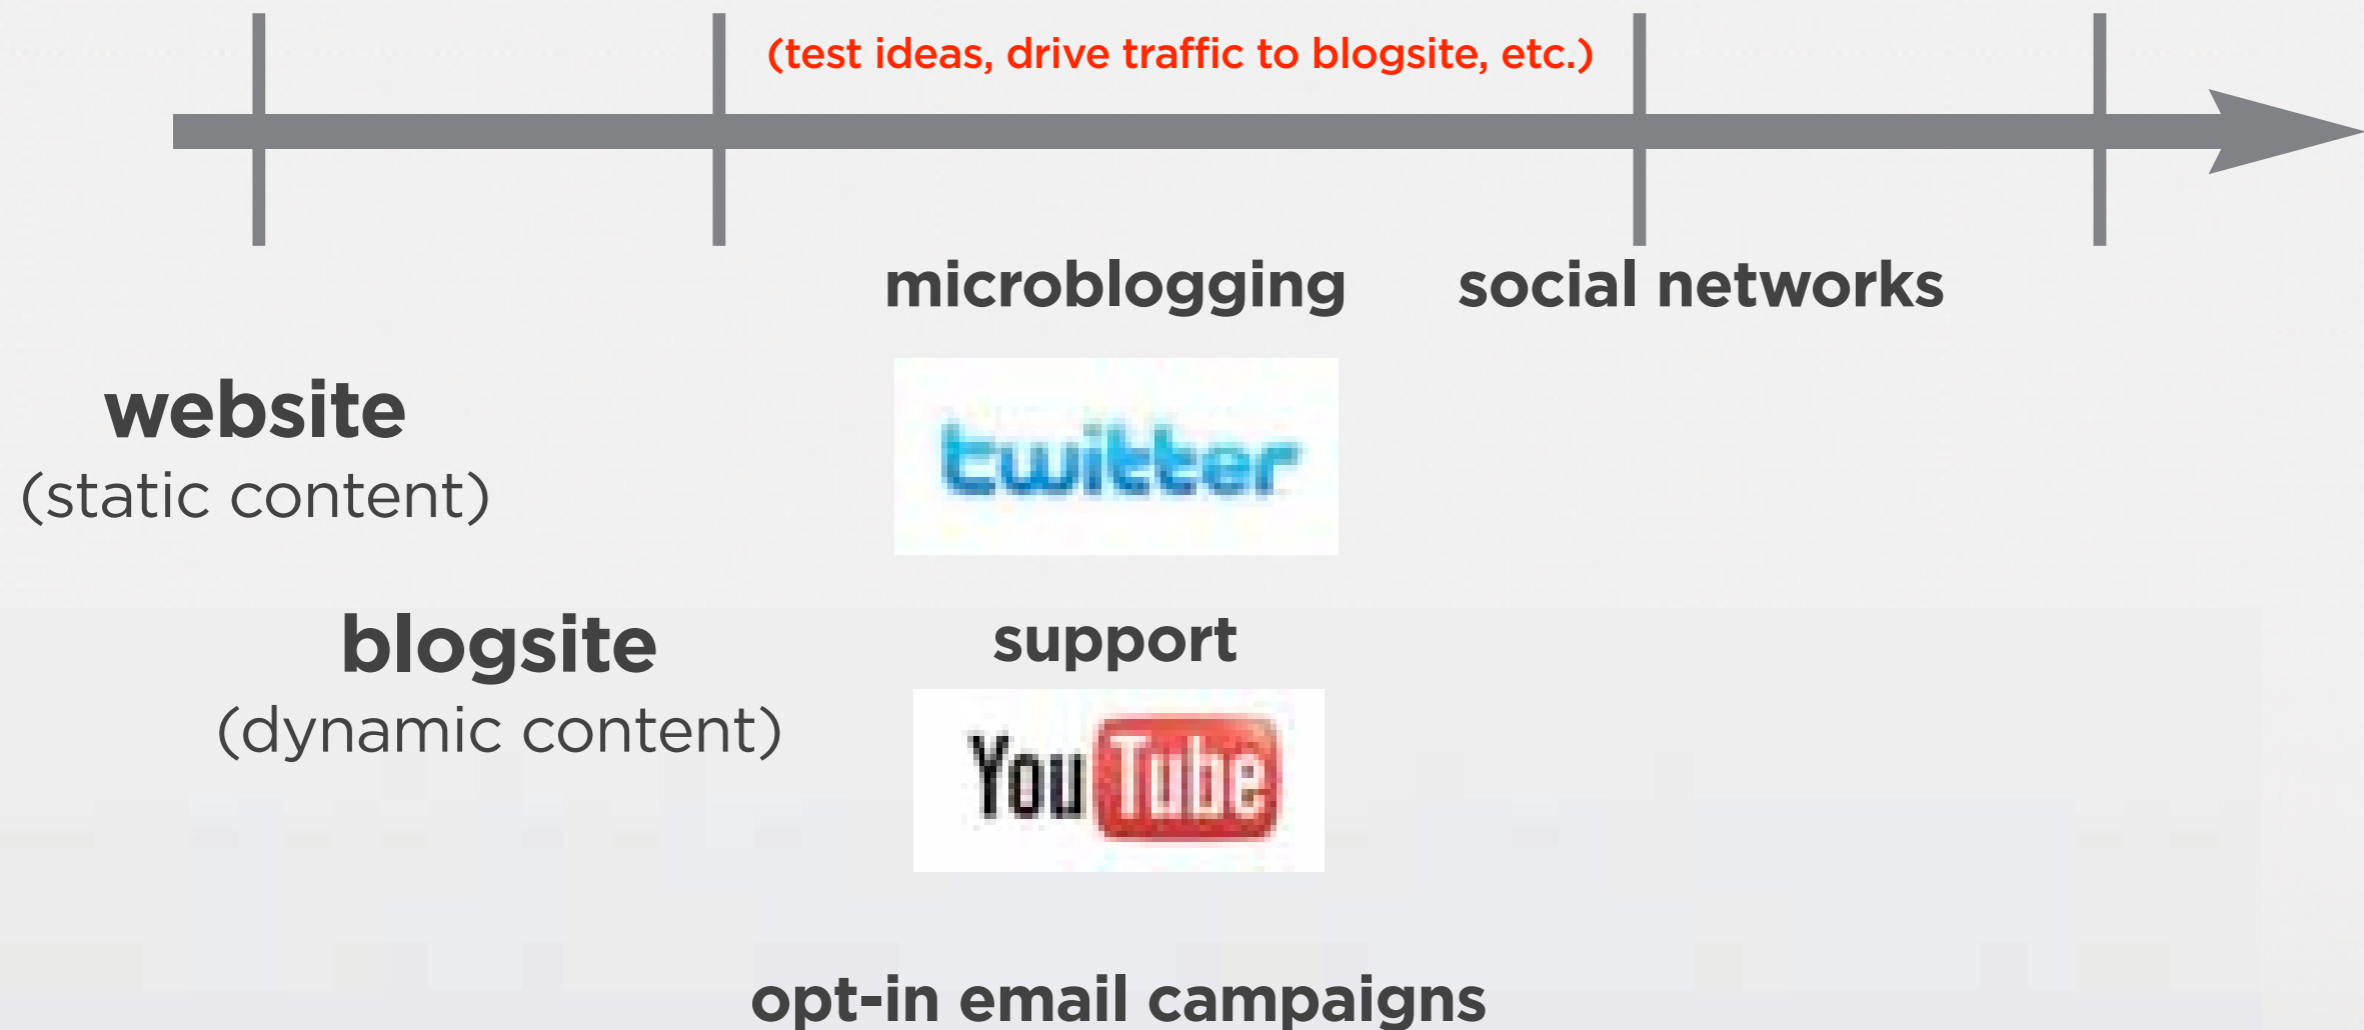 (test ideas, drive traffic to blogsite, etc.)
microblogging
social networks
website
(static content)
twitter
blogsite
(dynamic content)
support
YouTube
opt-in email campaigns